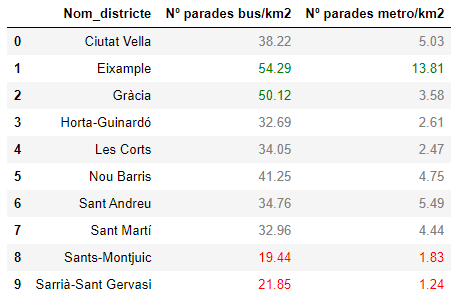 Nom_districte Nº parades bus/km2 Nº parades metro/km2
0 Ciutat Vella 38.22 5.03
1 Eixample 54.29 13.81
2 Gràcia 50.12 3.58
3 Horta-Guinardó 32.69 2.61
4 Les Corts 34.05 2.47
5 Nou Barris 41.25 4.75
6 Sant Andreu 34.76 5.49
7 Sant Martí 32.96 4.44
8 Sants-Montjuic 19.44 1.83
9 Sarrià-Sant Gervasi 21.85 1.24